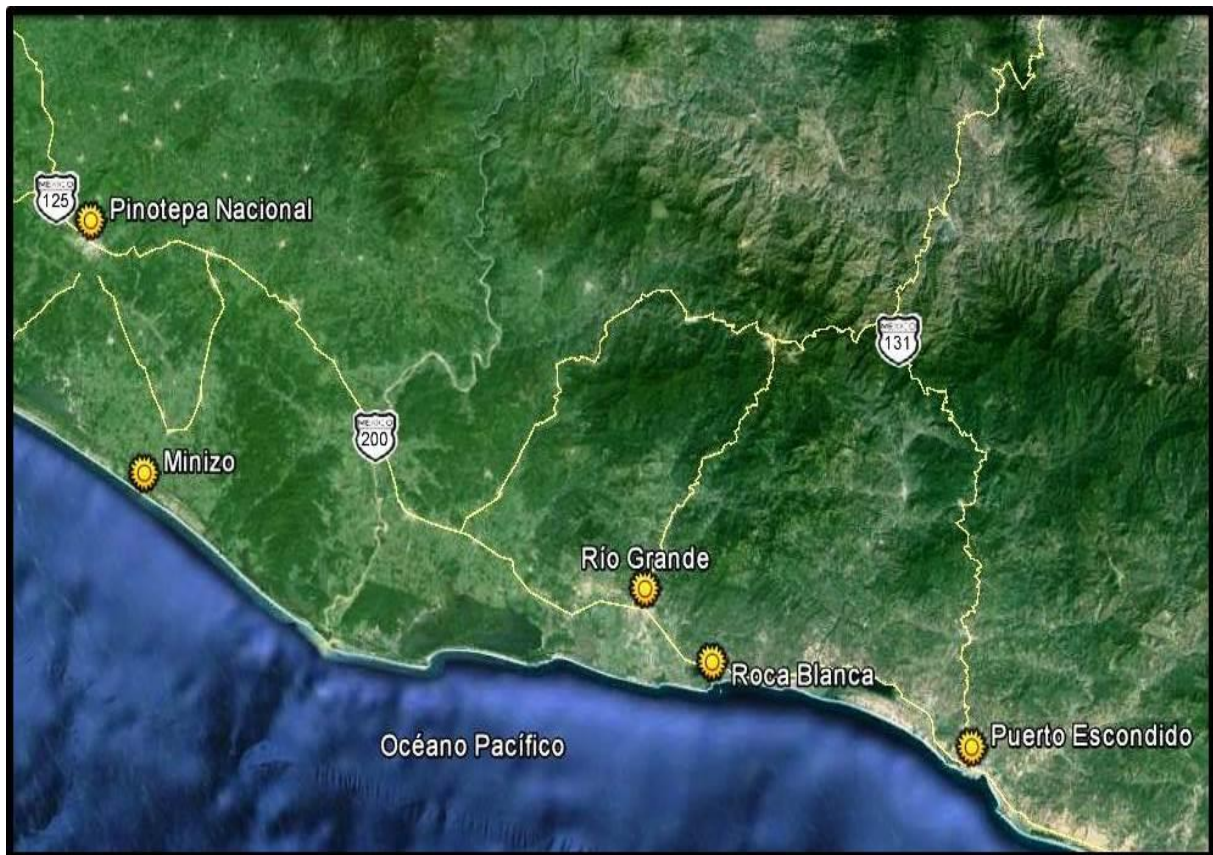 MEXICO
125
Pinotepa Nacional
MEXICO
131
MEXICO
200
Minizo
Río Grande
Roca Blanca
Puerto Escondido
Océano Pacífico